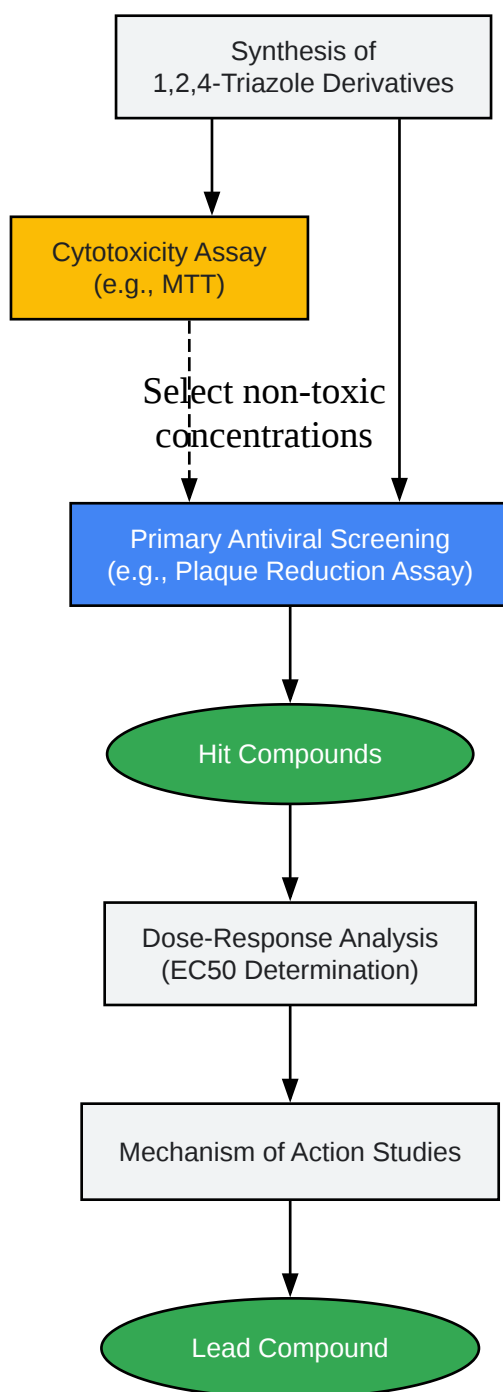 Synthesis of
1,2,4-Triazole Derivatives
Cytotoxicity Assay
(e.g., MTT)
Select non-toxic
concentrations
Primary Antiviral Screening
(e.g., Plaque Reduction Assay)
Hit Compounds
Dose-Response Analysis
(EC50 Determination)
Mechanism of Action Studies
Lead Compound